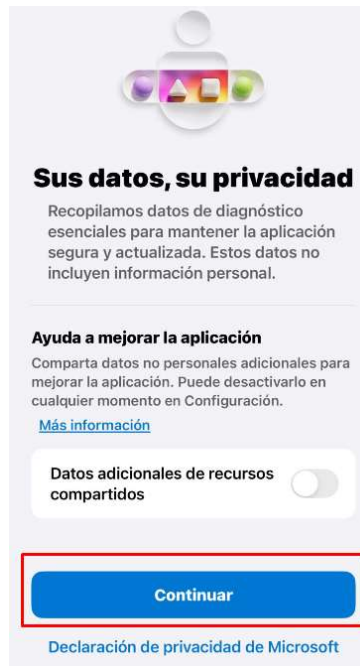 Sus datos, su privacidad
Recopilamos datos de diagnóstico
esenciales para mantener la aplicación
segura y actualizada. Estos datos no
incluyen información personal.
Ayuda a mejorar la aplicación
Comparta datos no personales adicionales para
mejorar la aplicación. Puede desactivarlo en
cualquier momento en Configuración.
Más información
Datos adicionales de recursos
compartidos
Continuar
Declaración de privacidad de Microsoft